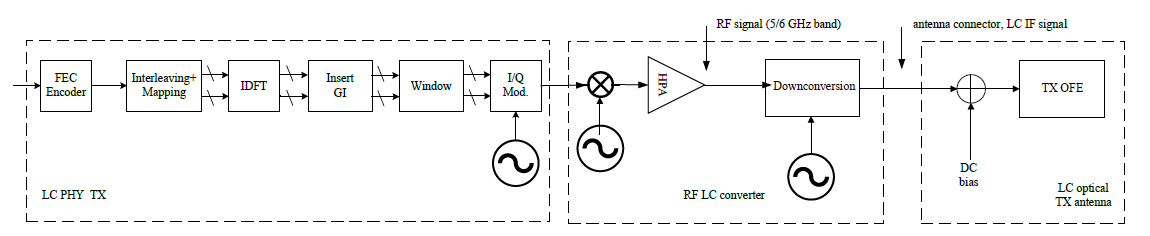 RF signal (5/6 GHz band)
antenna connector, LC IF signal
FEC
Encoder
Interleaving+
Mapping
IDFT
Insert
GI
Window
I/Q
Mod.
HPA
Downconversion
TX OFE
DC
bias
LC PHY TX
RF LC converter
LC optical
TX antenna